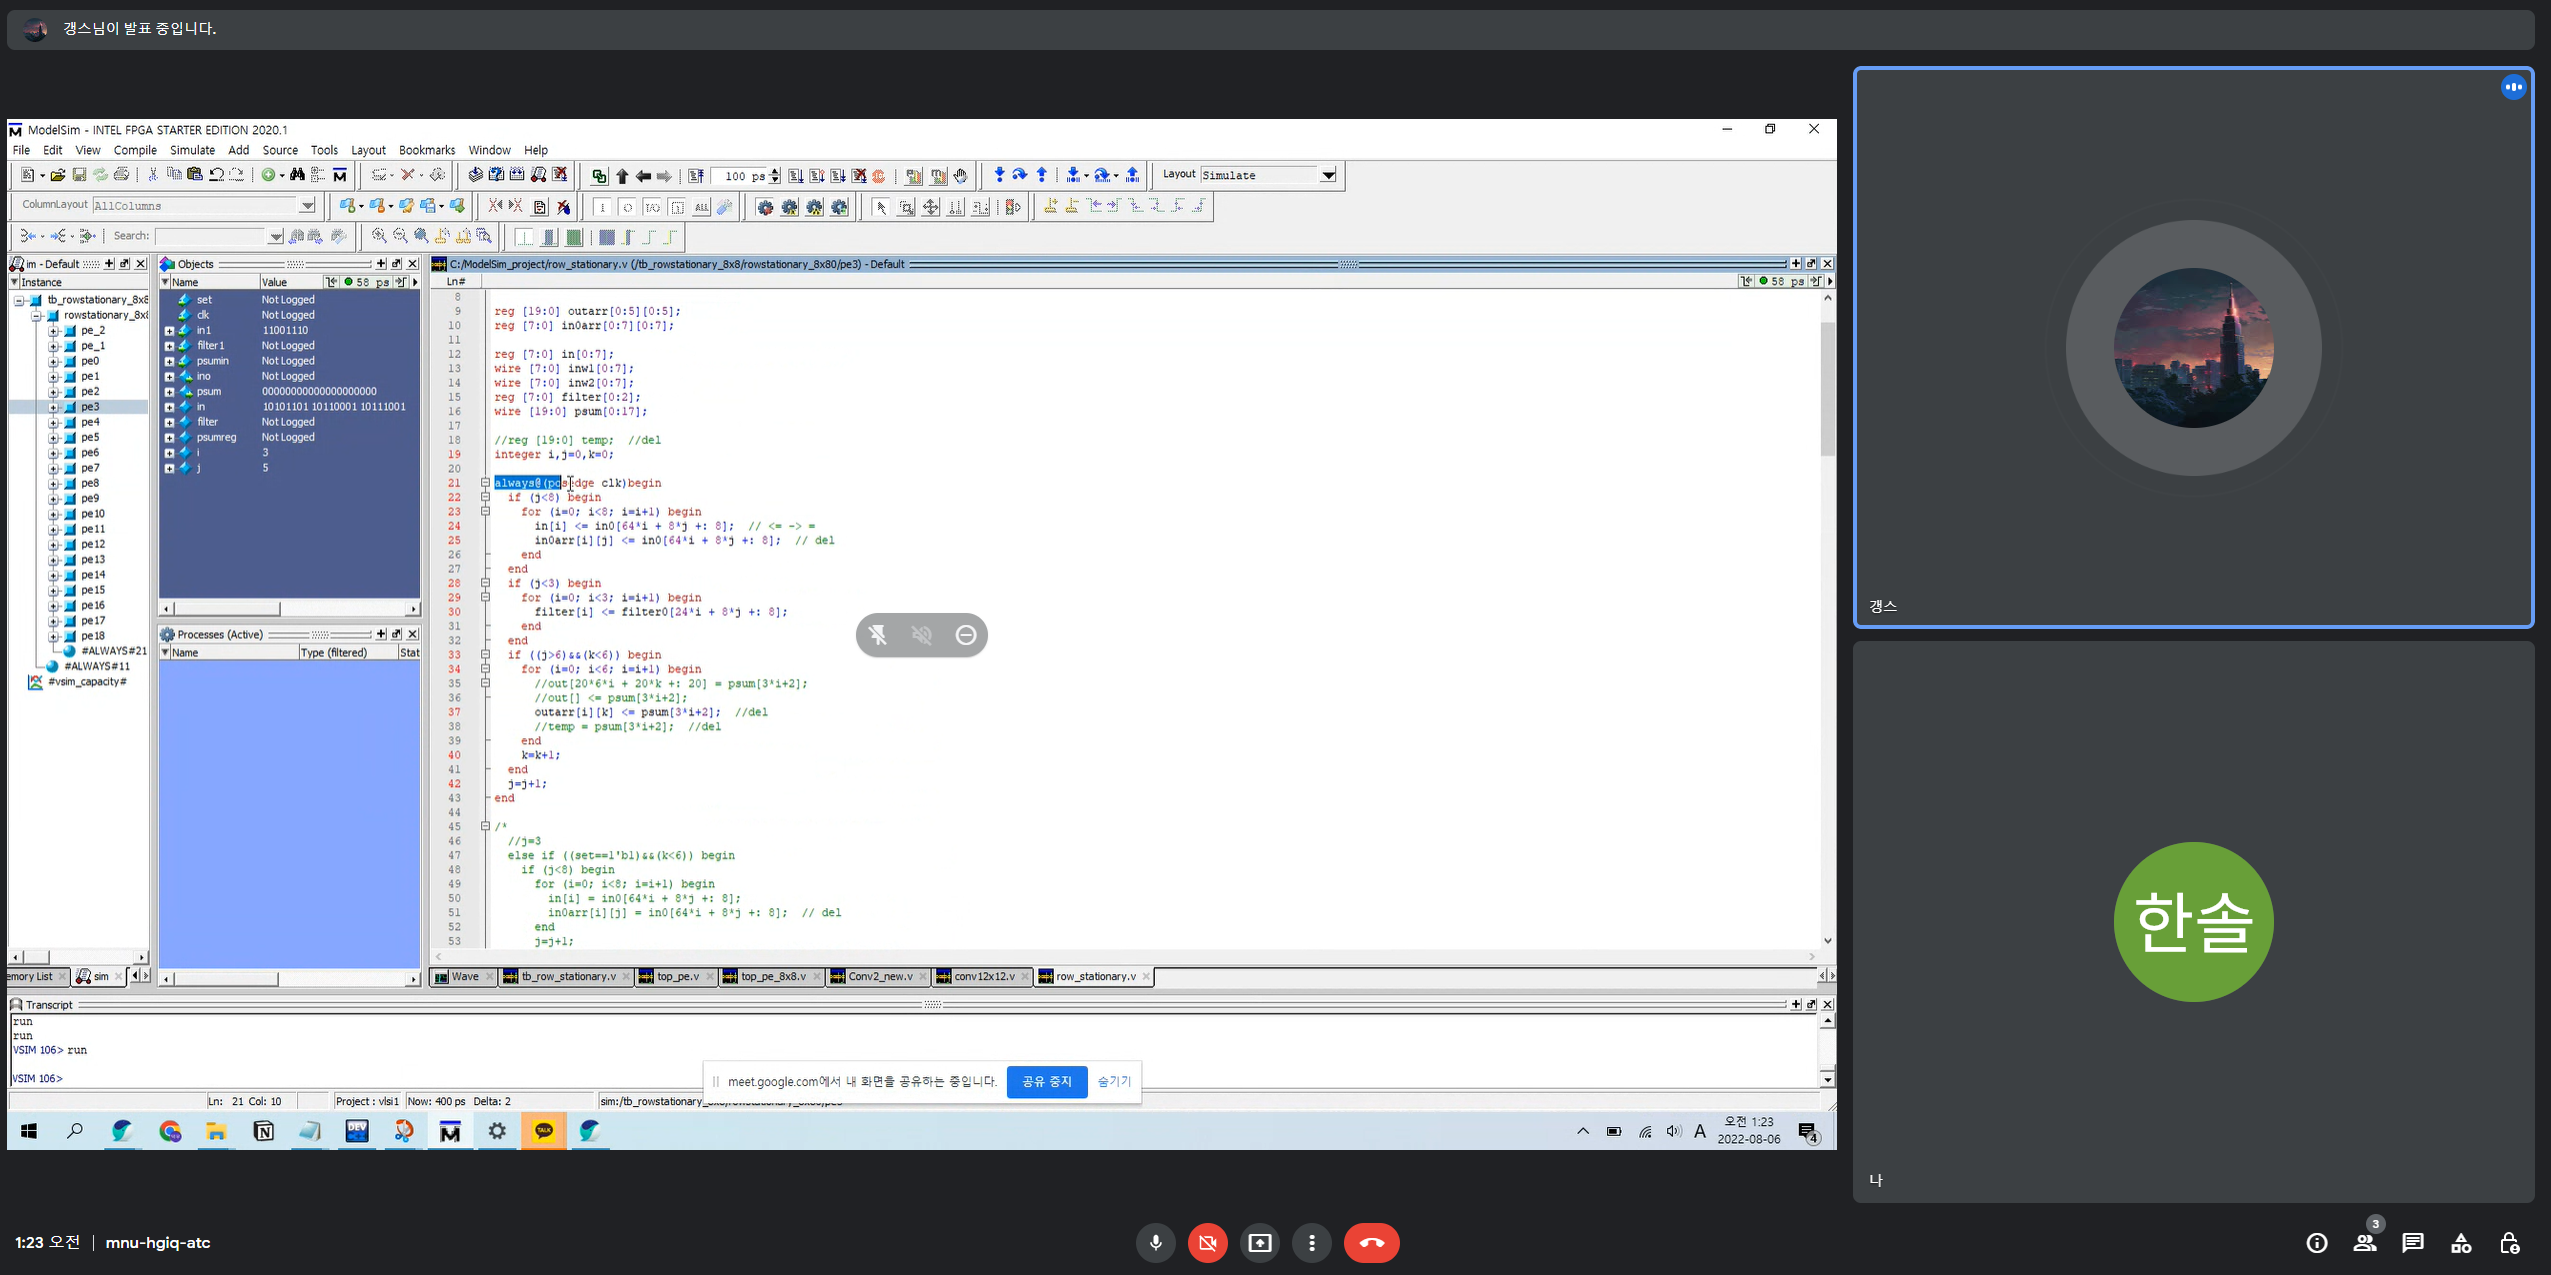 갱스님이 발표 중입니다.
ModelSim - INTEL FPGA STARTER EDITION 2020.1
File Edit View Compile Simulate Add Source Tools Layout Bookmarks Window Help
100 ps
Layout Simulate
ColumnLayout AllColumns
Search:
im - Default
Instance
tb_rowstationary_8x8
rowstationary_8x8
pe_2
pe_1
pe0
pe1
pe2
pe3
pe4
pe5
pe6
pe7
pe8
pe9
pe10
pe11
pe12
pe13
pe14
pe15
pe16
pe17
pe18
#ALWAYS#21
#ALWAYS#11
#vsim_capacity#
emory List sim
Objects
Name Value 58 ps
set Not Logged
clk Not Logged
in1 11001110
filter1 Not Logged
psumin Not Logged
ino Not Logged
psum 00000000000000000000
in 10101101 10110001 10111001
filter Not Logged
psumreg Not Logged
i 3
j 5
Processes (Active)
Name Type (filtered) Stat
C:/ModelSim_project/row_stationary.v (/tb_rowstationary_8x8/rowstationary_8x80/pe3) - Default
Ln# 58 ps
8
9 reg [19:0] outarr[0:5][0:5];
10 reg [7:0] in0arr[0:7][0:7];
11
12 reg [7:0] in[0:7];
13 wire [7:0] inw1[0:7];
14 wire [7:0] inw2[0:7];
15 reg [7:0] filter[0:2];
16 wire [19:0] psum[0:17];
17
18 //reg [19:0] temp; //del
19 integer i,j=0,k=0;
20
21 always@(posedge clk)begin
22 if (j<8) begin
23 for (i=0; i<8; i=i+1) begin
24 in[i] <= in0[64*i + 8*j +: 8]; // <= -> =
25 in0arr[i][j] <= in0[64*i + 8*j +: 8]; // del
26 end
27 end
28 if (j<3) begin
29 for (i=0; i<3; i=i+1) begin
30 filter[i] <= filter0[24*i + 8*j +: 8];
31 end
32 end
33 if ((j>6)&&(k<6)) begin
34 for (i=0; i<6; i=i+1) begin
35 //out[20*6*i + 20*k +: 20] = psum[3*i+2];
36 //out[] <= psum[3*i+2];
37 outarr[i][k] <= psum[3*i+2]; //del
38 //temp = psum[3*i+2]; //del
39 end
40 k=k+1;
41 end
42 j=j+1;
43 end
44
45 /*
46 //j=3
47 else if ((set==1'b1)&&(k<6)) begin
48 if (j<8) begin
49 for (i=0; i<8; i=i+1) begin
50 in[i] = in0[64*i + 8*j +: 8];
51 in0arr[i][j] = in0[64*i + 8*j +: 8]; // del
52 end
53 j=j+1;
Wave tb_row_stationary.v top_pe.v top_pe_8x8.v Conv2_new.v conv12x12.v row_stationary.v
Transcript
run
run
VSIM 106> run
VSIM 106>
meet.google.com에서 내 화면을 공유하는 중입니다. 공유 중지 숨기기
Ln: 21 Col: 10 Project : vlsi1 Now: 400 ps Delta: 2
DEV
TALK
A
오전 1:23
2022-08-06
4
갱스
한솔
나
1:23 오전 | mnu-hgiq-atc
3